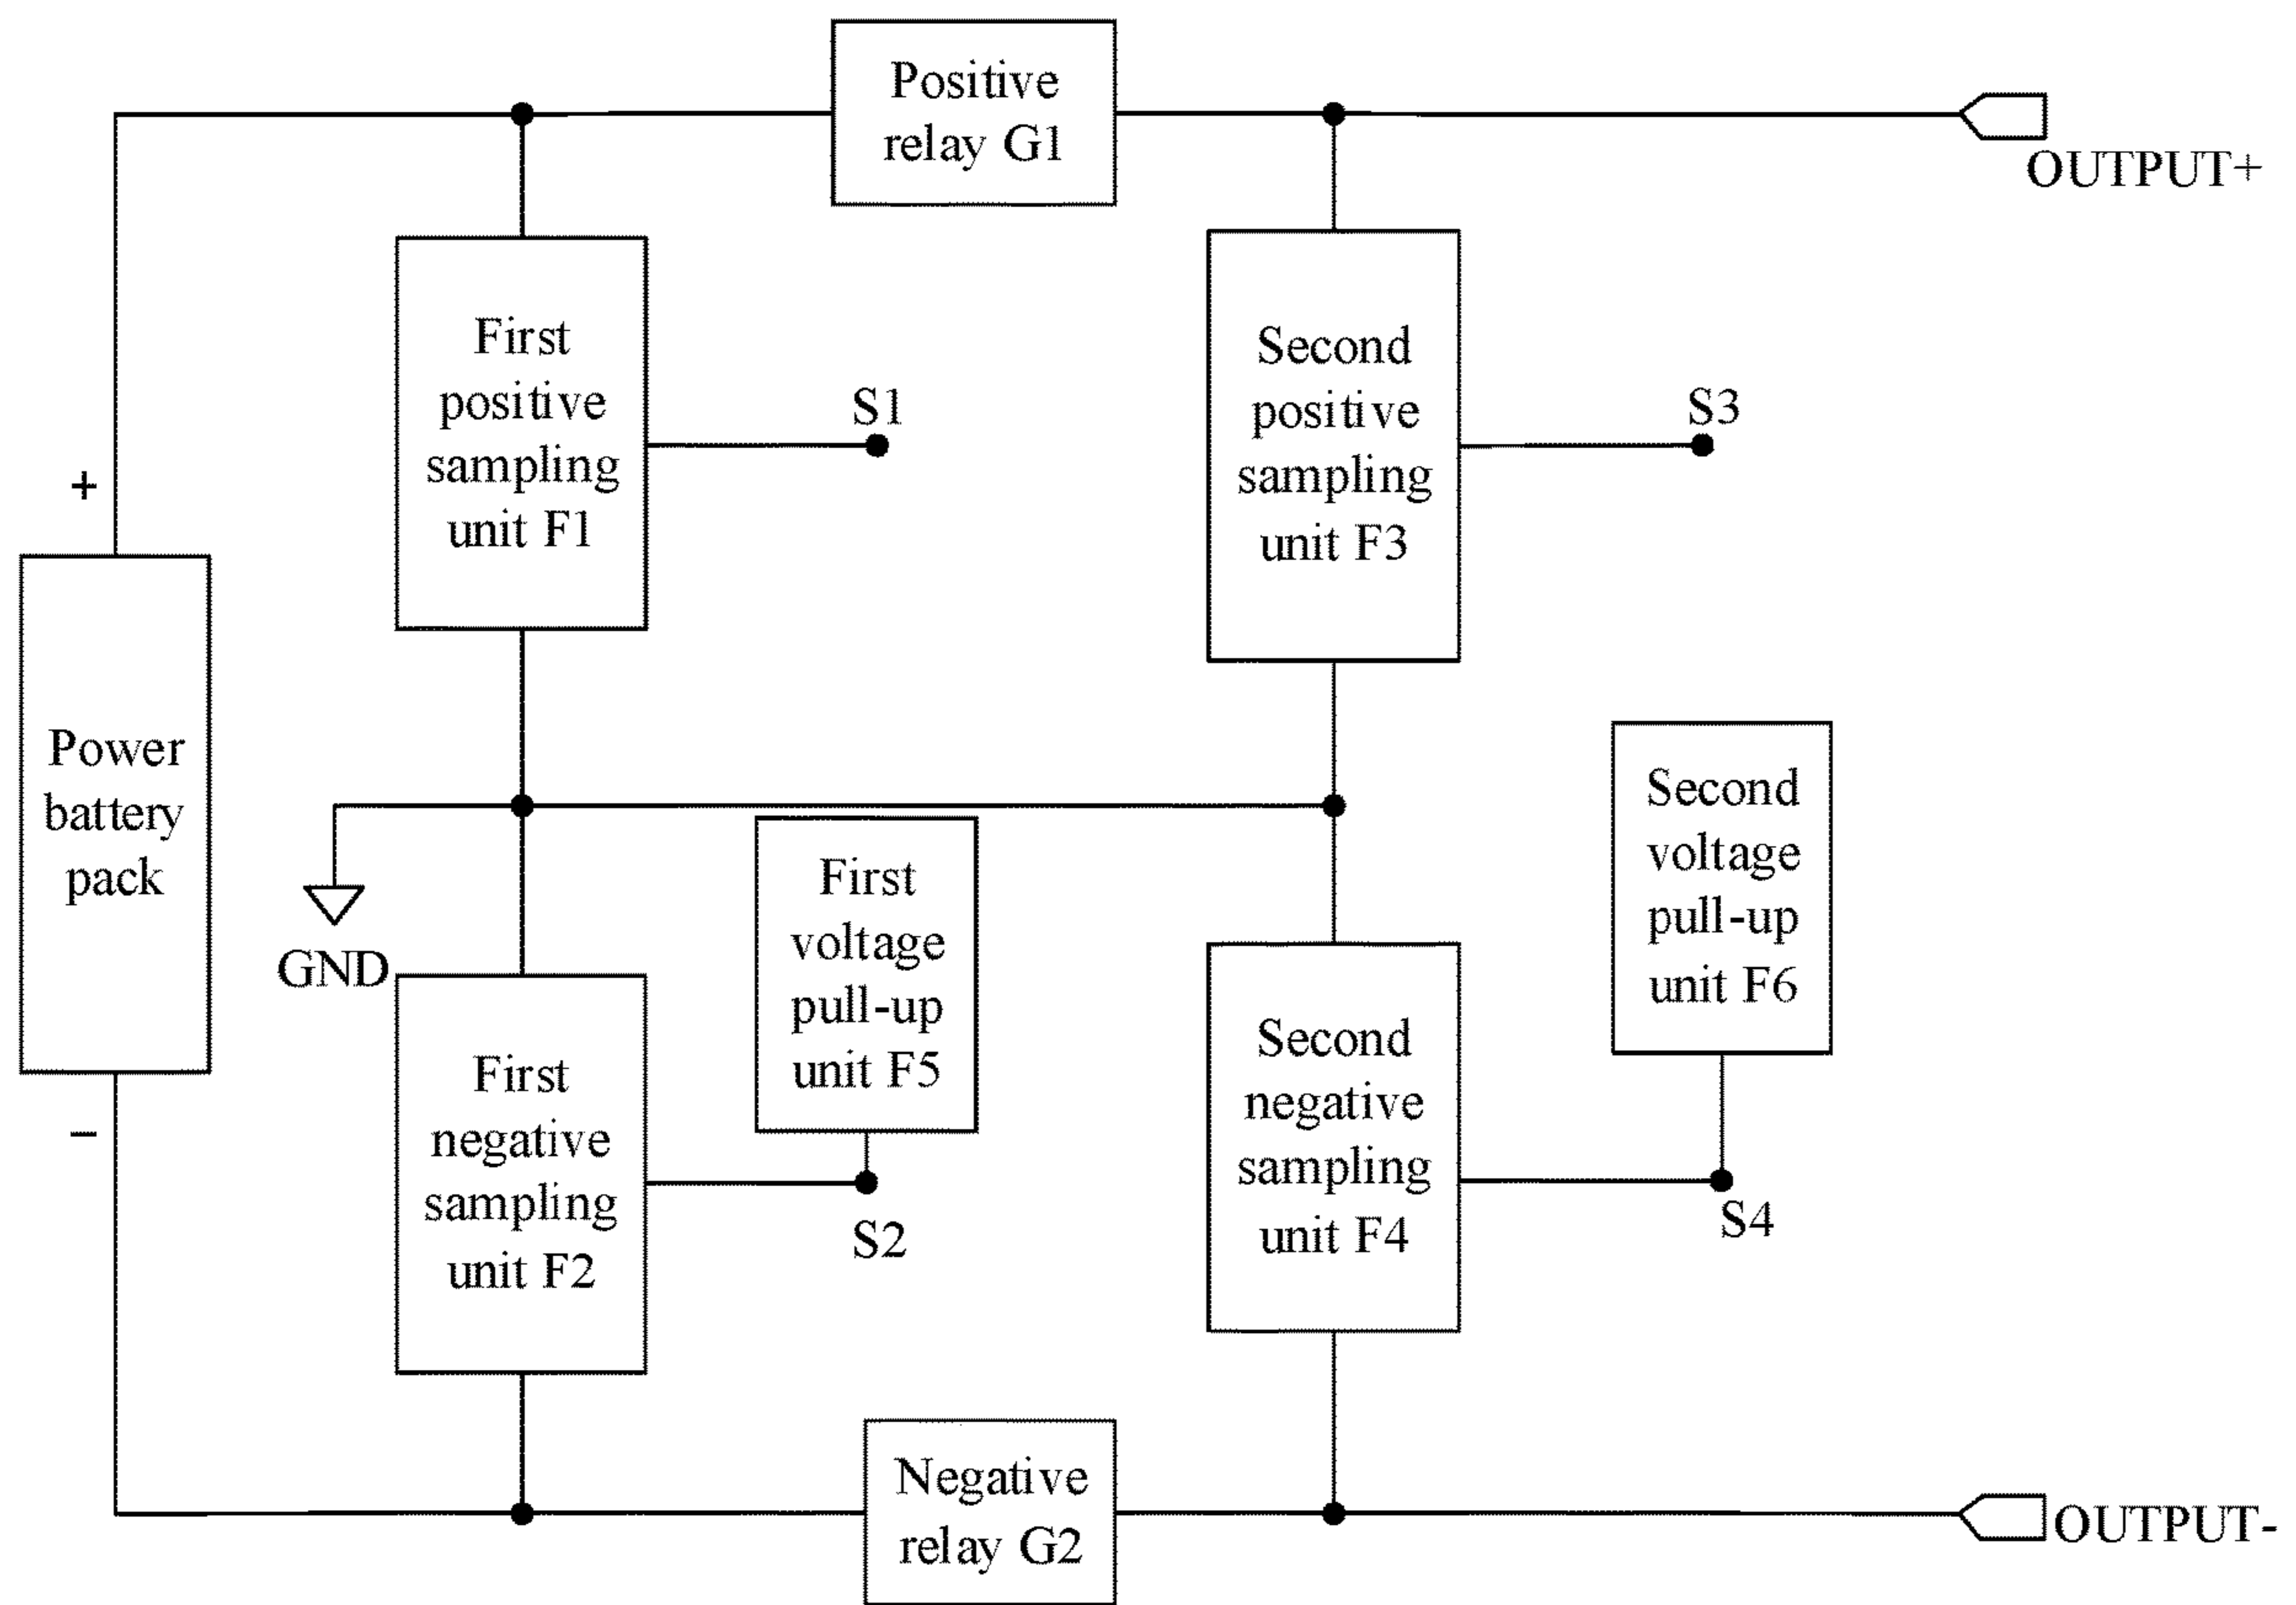 Positive
relay G1
OUTPUT+
First
positive
sampling
unit F1
S1
Second
positive
sampling
unit F3
S3
+
Power
battery
pack
−
GND
First
voltage
pull-up
unit F5
Second
voltage
pull-up
unit F6
First
negative
sampling
unit F2
S2
Second
negative
sampling
unit F4
S4
Negative
relay G2
OUTPUT-